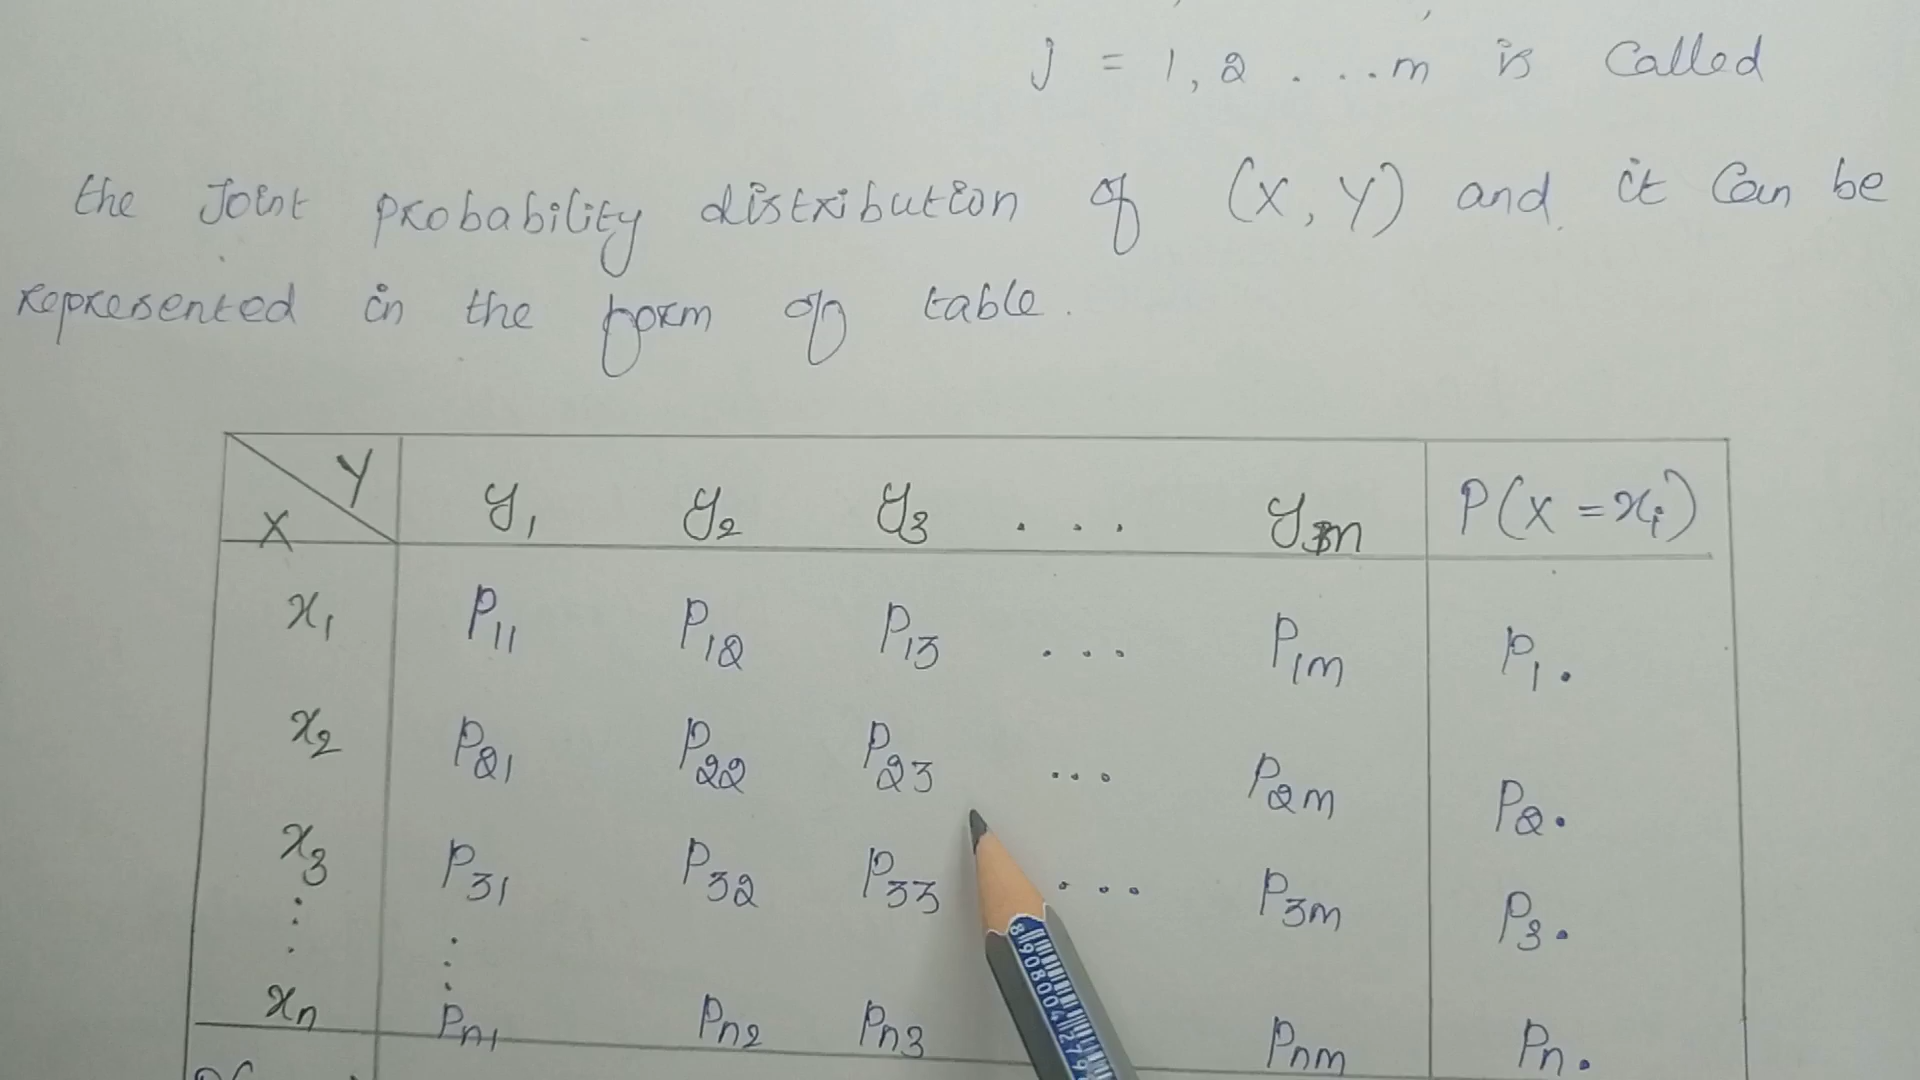 j = 1, 2 . ...m is Called
the Joint probability distribution of (X, Y) and it Can be
represented in the form of table.
X Y y1 y2 y3 ... ym P(X = xi)
x1 P11 P12 P13 ... P1m P1.
x2 P21 P22 P23 ... P2m P2.
x3 P31 P32 P33 ... P3m P3.
xn Pn1 Pn2 Pn3 Pnm Pn.